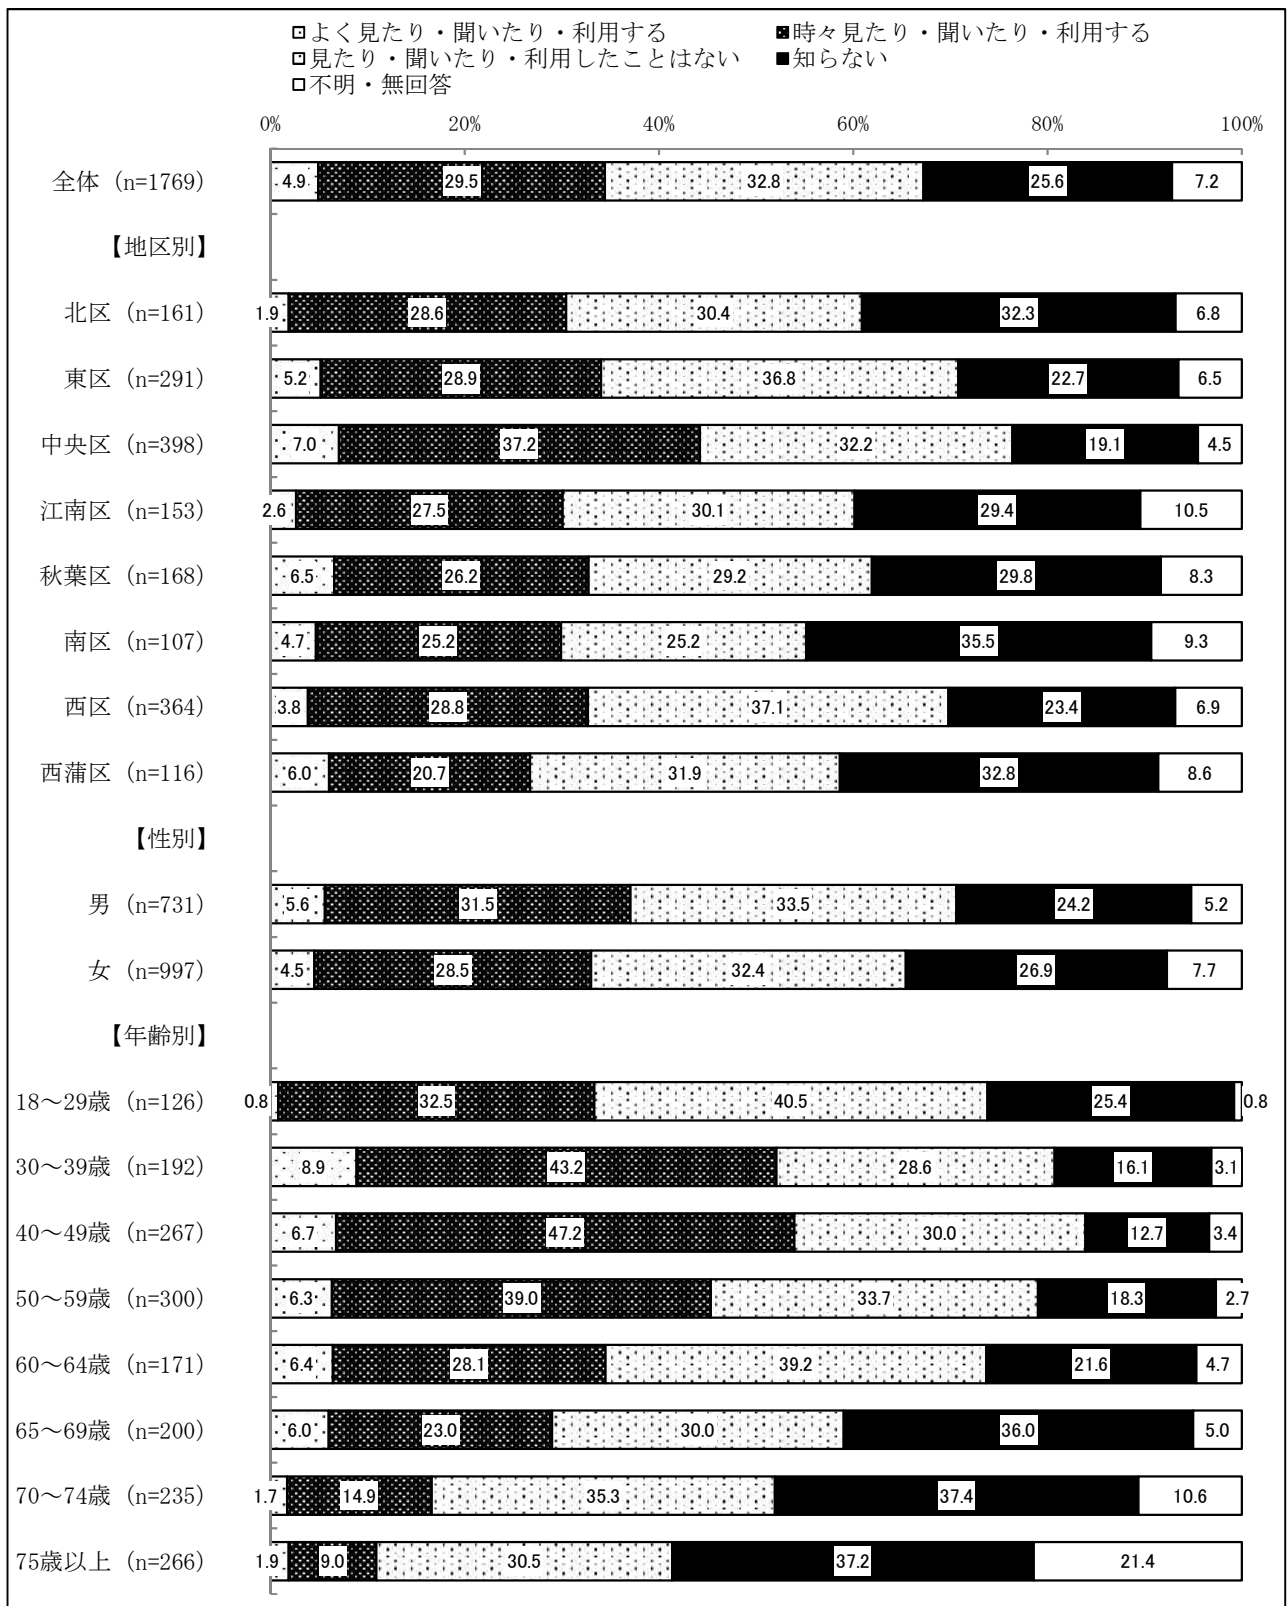 よく見たり・聞いたり・利用する 時々見たり・聞いたり・利用する
見たり・聞いたり・利用したことはない 知らない
不明・無回答
0% 20% 40% 60% 80% 100%
全体 (n=1769) 4.9 29.5 32.8 25.6 7.2
【地区別】
北区 (n=161) 1.9 28.6 30.4 32.3 6.8
東区 (n=291) 5.2 28.9 36.8 22.7 6.5
中央区 (n=398) 7.0 37.2 32.2 19.1 4.5
江南区 (n=153) 2.6 27.5 30.1 29.4 10.5
秋葉区 (n=168) 6.5 26.2 29.2 29.8 8.3
南区 (n=107) 4.7 25.2 25.2 35.5 9.3
西区 (n=364) 3.8 28.8 37.1 23.4 6.9
西蒲区 (n=116) 6.0 20.7 31.9 32.8 8.6
【性別】
男 (n=731) 5.6 31.5 33.5 24.2 5.2
女 (n=997) 4.5 28.5 32.4 26.9 7.7
【年齢別】
18～29歳 (n=126) 0.8 32.5 40.5 25.4 0.8
30～39歳 (n=192) 8.9 43.2 28.6 16.1 3.1
40～49歳 (n=267) 6.7 47.2 30.0 12.7 3.4
50～59歳 (n=300) 6.3 39.0 33.7 18.3 2.7
60～64歳 (n=171) 6.4 28.1 39.2 21.6 4.7
65～69歳 (n=200) 6.0 23.0 30.0 36.0 5.0
70～74歳 (n=235) 1.7 14.9 35.3 37.4 10.6
75歳以上 (n=266) 1.9 9.0 30.5 37.2 21.4